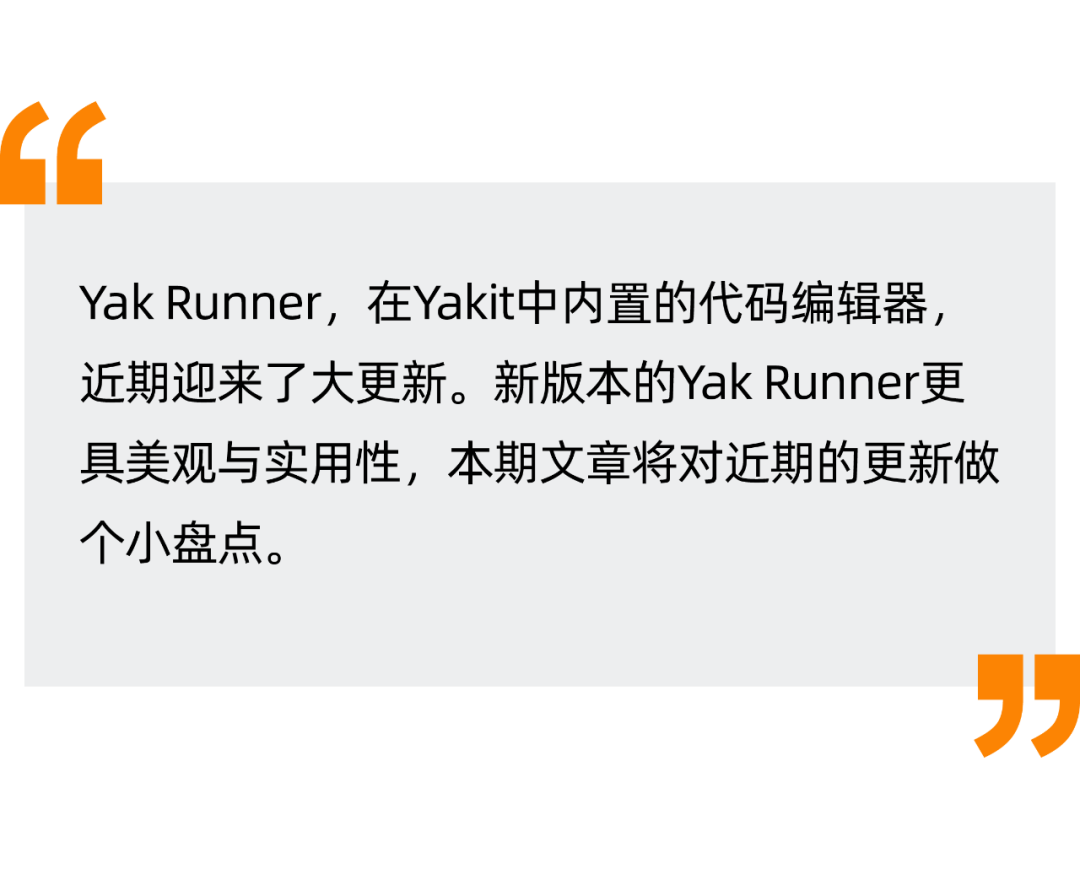 “
Yak Runner，在Yakit中内置的代码编辑器，
近期迎来了大更新。新版本的Yak Runner更
具美观与实用性，本期文章将对近期的更新做
个小盘点。
”